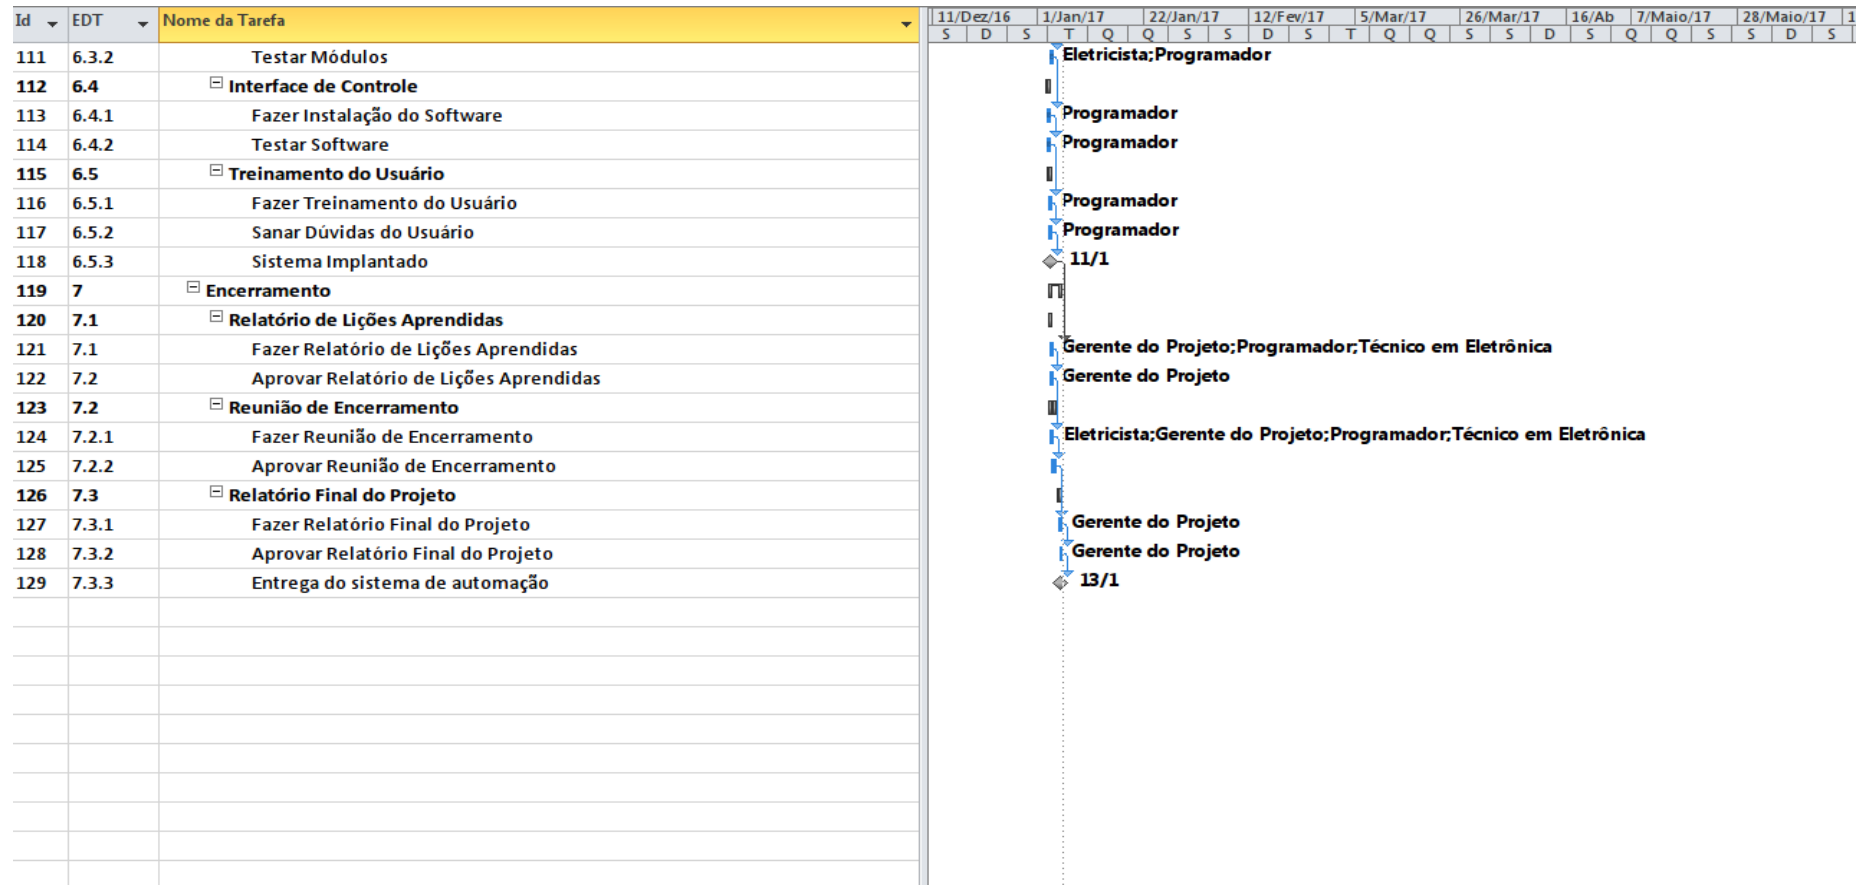 Id EDT Nome da Tarefa 11/Dez/16 1/Jan/17 22/Jan/17 12/Fev/17 5/Mar/17 26/Mar/17 16/Ab 7/Maio/17 28/Maio/17 1
S D S T Q Q S S D S T Q Q S S D S Q Q S S D S
111 6.3.2 Testar Módulos Eletricista;Programador
112 6.4 Interface de Controle
113 6.4.1 Fazer Instalação do Software Programador
114 6.4.2 Testar Software Programador
115 6.5 Treinamento do Usuário
116 6.5.1 Fazer Treinamento do Usuário Programador
117 6.5.2 Sanar Dúvidas do Usuário Programador
118 6.5.3 Sistema Implantado 11/1
119 7 Encerramento
120 7.1 Relatório de Lições Aprendidas
121 7.1 Fazer Relatório de Lições Aprendidas Gerente do Projeto;Programador;Técnico em Eletrônica
122 7.2 Aprovar Relatório de Lições Aprendidas Gerente do Projeto
123 7.2 Reunião de Encerramento
124 7.2.1 Fazer Reunião de Encerramento Eletricista;Gerente do Projeto;Programador;Técnico em Eletrônica
125 7.2.2 Aprovar Reunião de Encerramento
126 7.3 Relatório Final do Projeto
127 7.3.1 Fazer Relatório Final do Projeto Gerente do Projeto
128 7.3.2 Aprovar Relatório Final do Projeto Gerente do Projeto
129 7.3.3 Entrega do sistema de automação 13/1